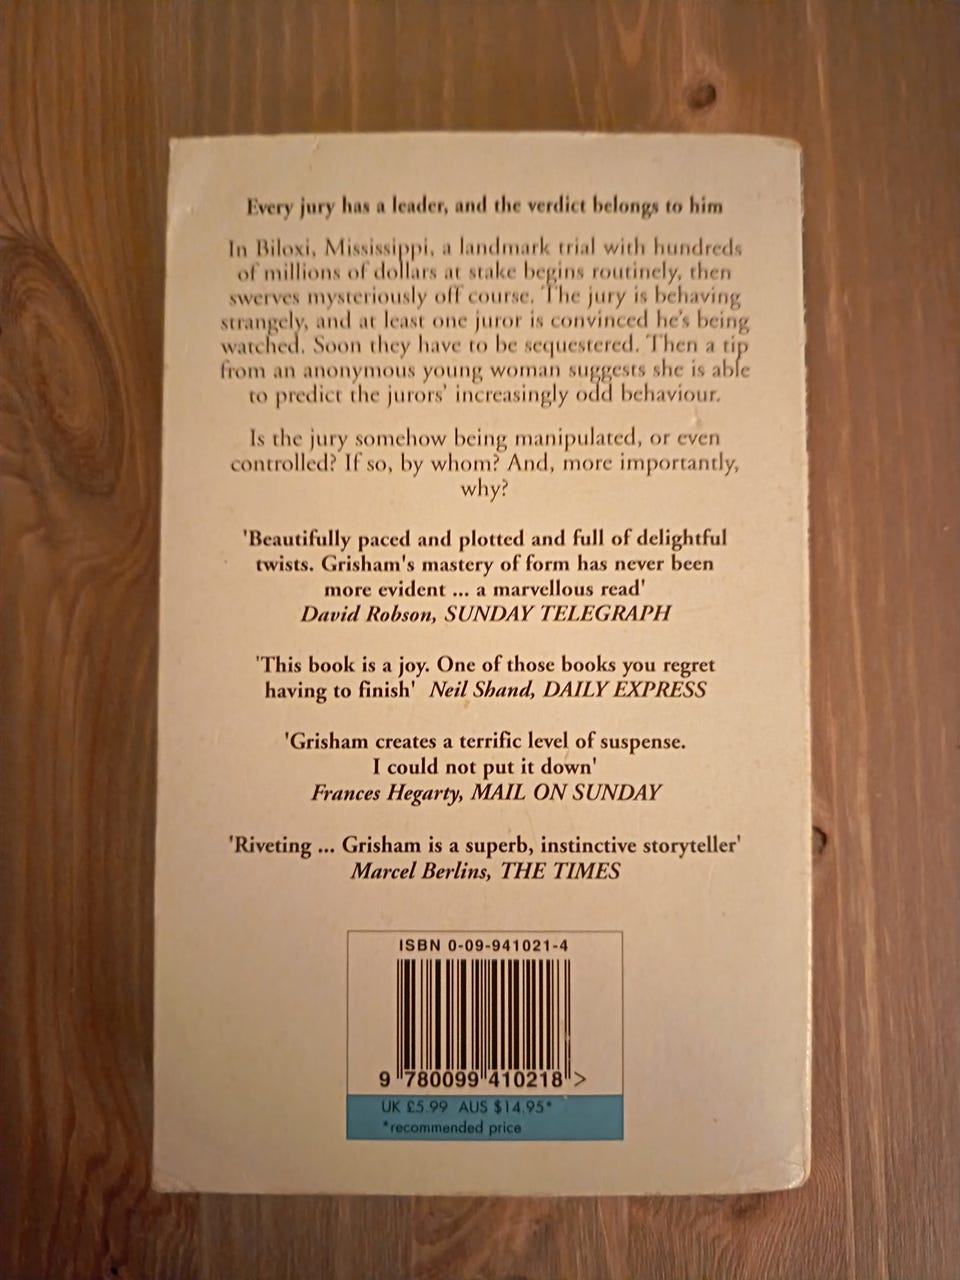 Every jury has a leader, and the verdict belongs to him
In Biloxi, Mississippi, a landmark trial with hundreds
of millions of dollars at stake begins routinely, then
swerves mysteriously off course. The jury is behaving
strangely, and at least one juror is convinced he's being
watched. Soon they have to be sequestered. Then a tip
from an anonymous young woman suggests she is able
to predict the jurors' increasingly odd behaviour.
Is the jury somehow being manipulated, or even
controlled? If so, by whom? And, more importantly,
why?
'Beautifully paced and plotted and full of delightful
twists. Grisham's mastery of form has never been
more evident ... a marvellous read'
David Robson, SUNDAY TELEGRAPH
'This book is a joy. One of those books you regret
having to finish' Neil Shand, DAILY EXPRESS
'Grisham creates a terrific level of suspense.
I could not put it down'
Frances Hegarty, MAIL ON SUNDAY
'Riveting ... Grisham is a superb, instinctive storyteller'
Marcel Berlins, THE TIMES
ISBN 0-09-941021-4
9 780099 410218 >
UK £5.99 AUS $14.95*
*recommended price